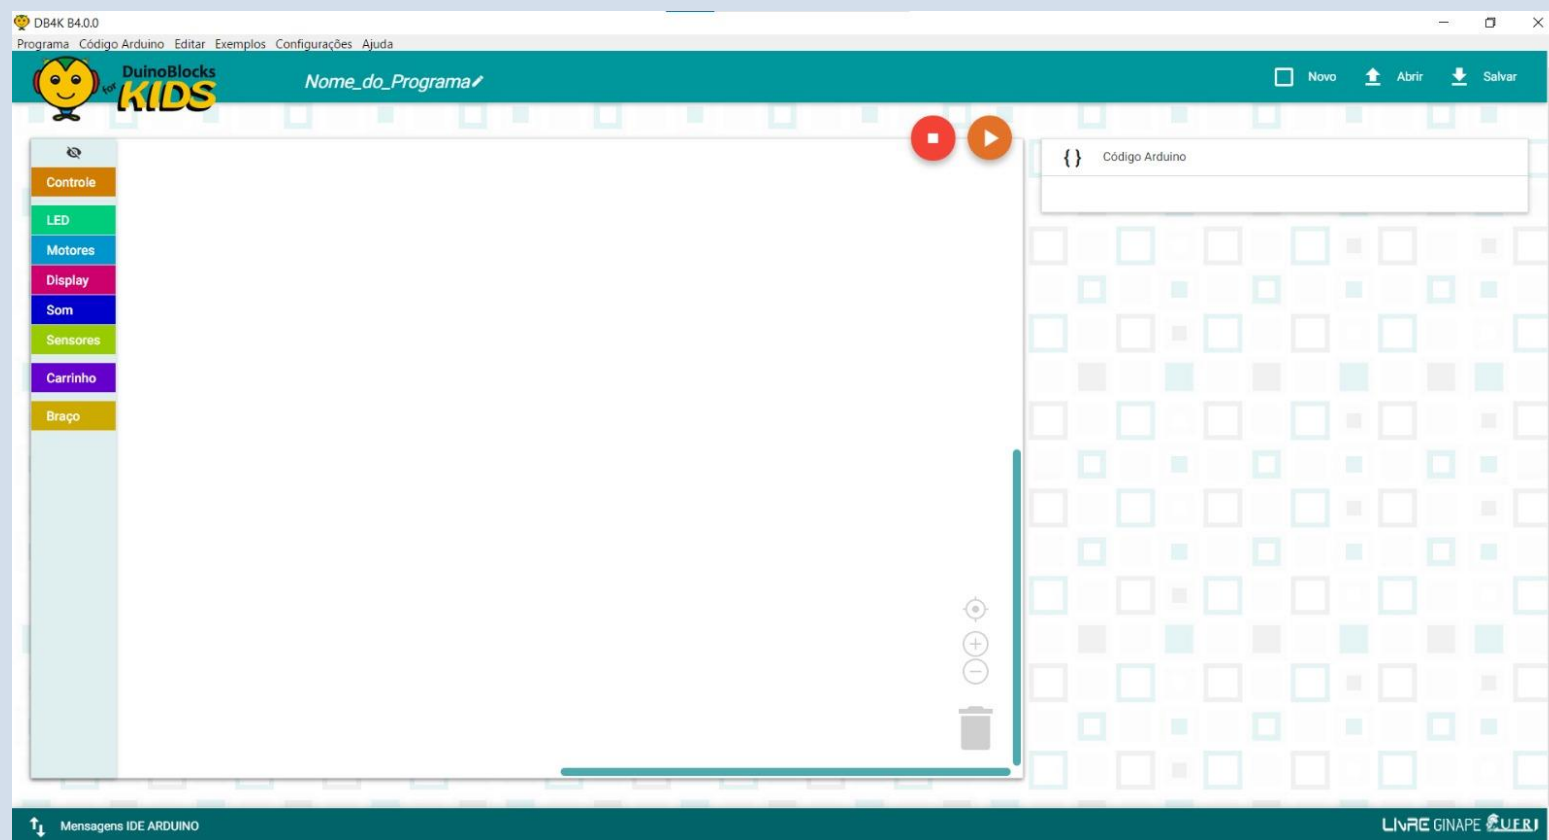 DB4K B4.0.0
Programa Código Arduino Editar Exemplos Configurações Ajuda
DuinoBlocks
for KIDS
Nome_do_Programa
Novo
Abrir
Salvar
Controle
LED
Motores
Display
Som
Sensores
Carrinho
Braço
{ } Código Arduino
Mensagens IDE ARDUINO
LIVRE GINAPE UFRJ